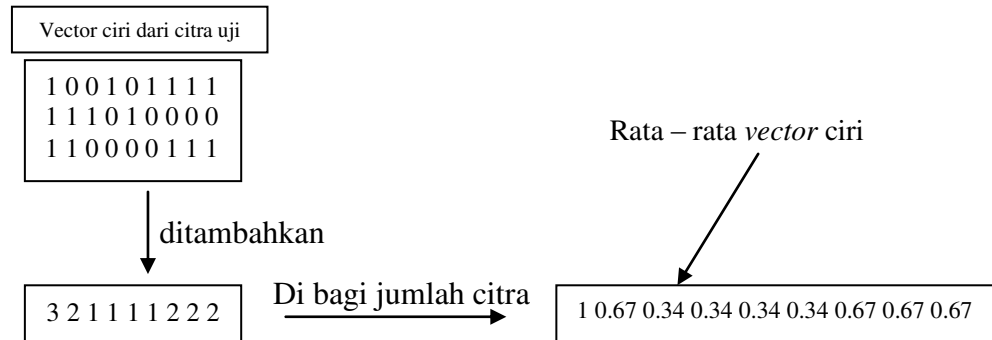 Vector ciri dari citra uji
1 0 0 1 0 1 1 1 1
1 1 1 0 1 0 0 0 0
1 1 0 0 0 0 1 1 1
Rata – rata vector ciri
ditambahkan
3 2 1 1 1 1 2 2 2
Di bagi jumlah citra
1 0.67 0.34 0.34 0.34 0.34 0.67 0.67 0.67